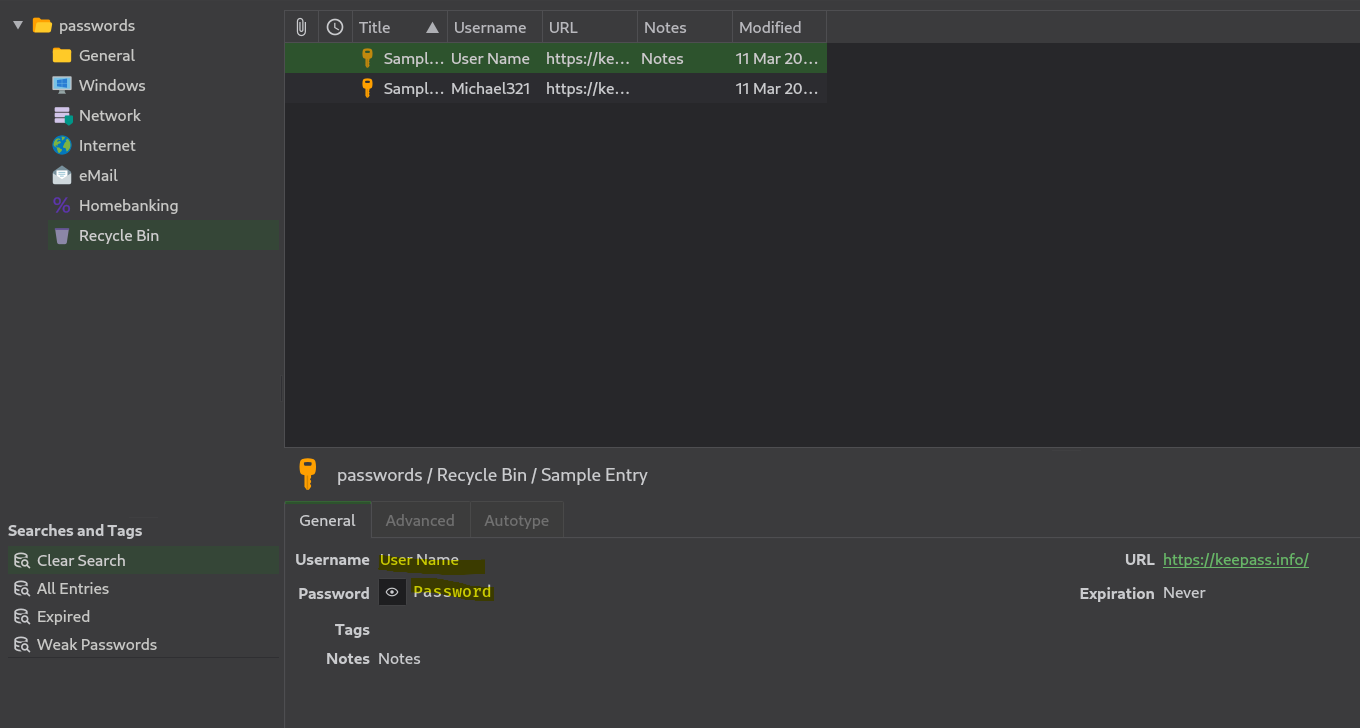 passwords
General
Windows
Network
Internet
eMail
Homebanking
Recycle Bin
Searches and Tags
Clear Search
All Entries
Expired
Weak Passwords
Title Username URL Notes Modified
Sampl... User Name https://ke... Notes 11 Mar 20...
Sampl... Michael321 https://ke... 11 Mar 20...
passwords / Recycle Bin / Sample Entry
General Advanced Autotype
Username User Name URL https://keepass.info/
Password Password Expiration Never
Tags
Notes Notes